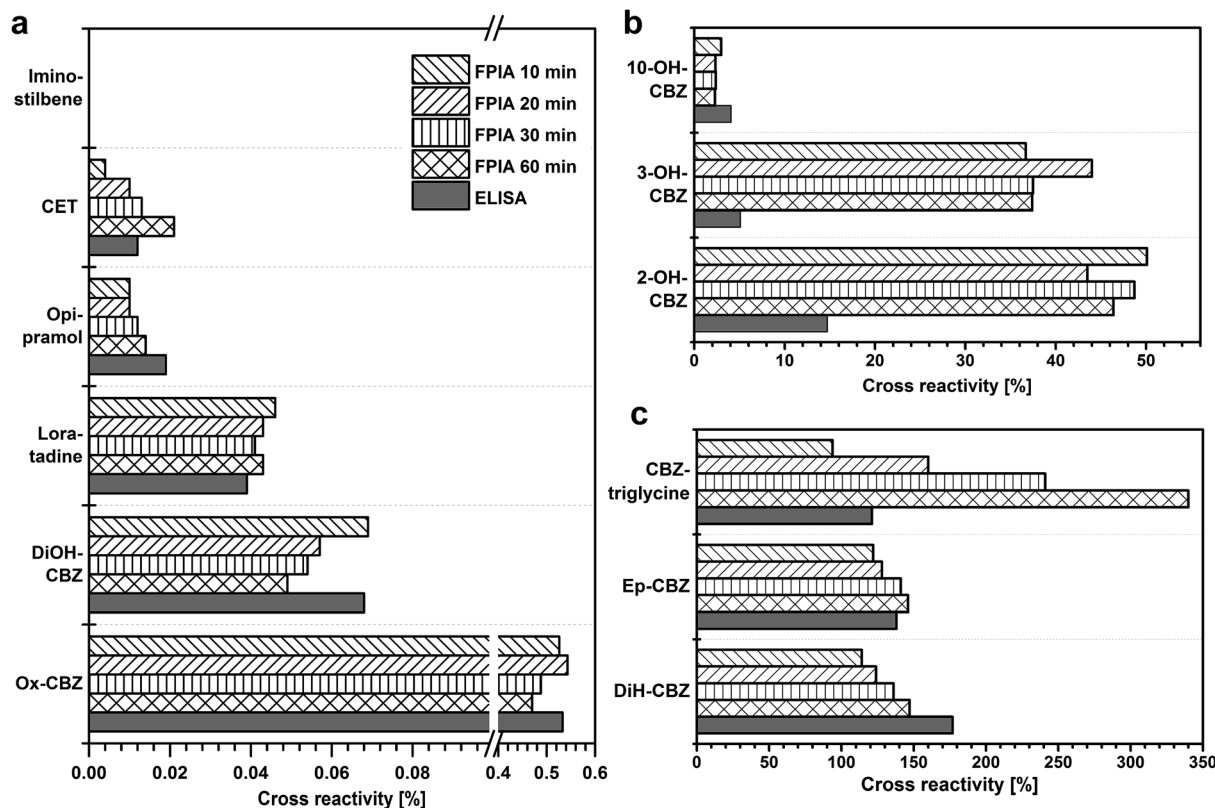 a
Imino-
stilbene
CET
Opi-
pramol
Lora-
tadine
DiOH-
CBZ
Ox-CBZ
FPIA 10 min
FPIA 20 min
FPIA 30 min
FPIA 60 min
ELISA
0.00 0.02 0.04 0.06 0.08 0.4 0.5 0.6
Cross reactivity [%]
b
10-OH-
CBZ
3-OH-
CBZ
2-OH-
CBZ
0 10 20 30 40 50
Cross reactivity [%]
c
CBZ-
triglycine
Ep-CBZ
DiH-CBZ
0 50 100 150 200 250 300 350
Cross reactivity [%]